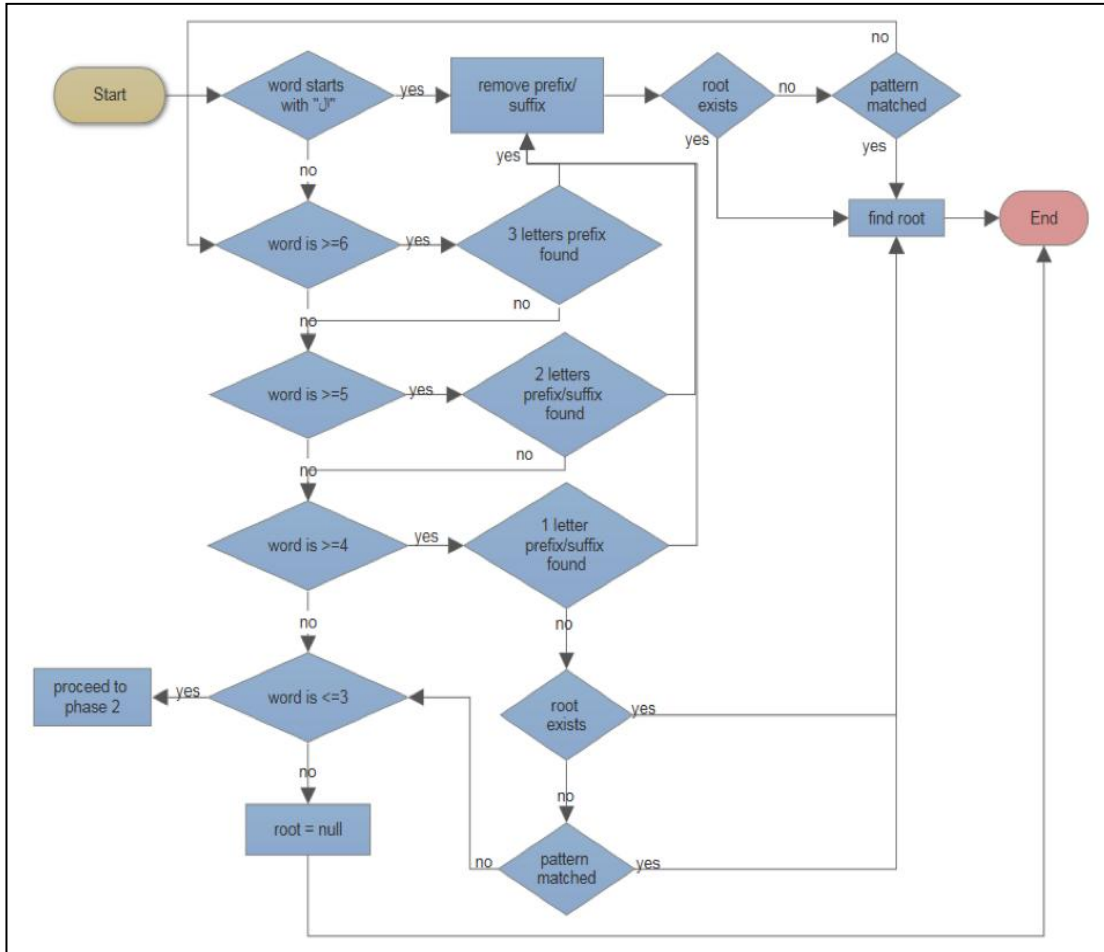 no
Start
word starts
with "ال"
yes
remove prefix/
suffix
root
exists
no
pattern
matched
no
yes
yes
yes
word is >=6
yes
3 letters prefix
found
find root
End
no
no
word is >=5
yes
2 letters
prefix/suffix
found
no
no
word is >=4
yes
1 letter
prefix/suffix
found
no
no
proceed to
phase 2
yes
word is <=3
root
exists
yes
no
no
root = null
no
pattern
matched
yes